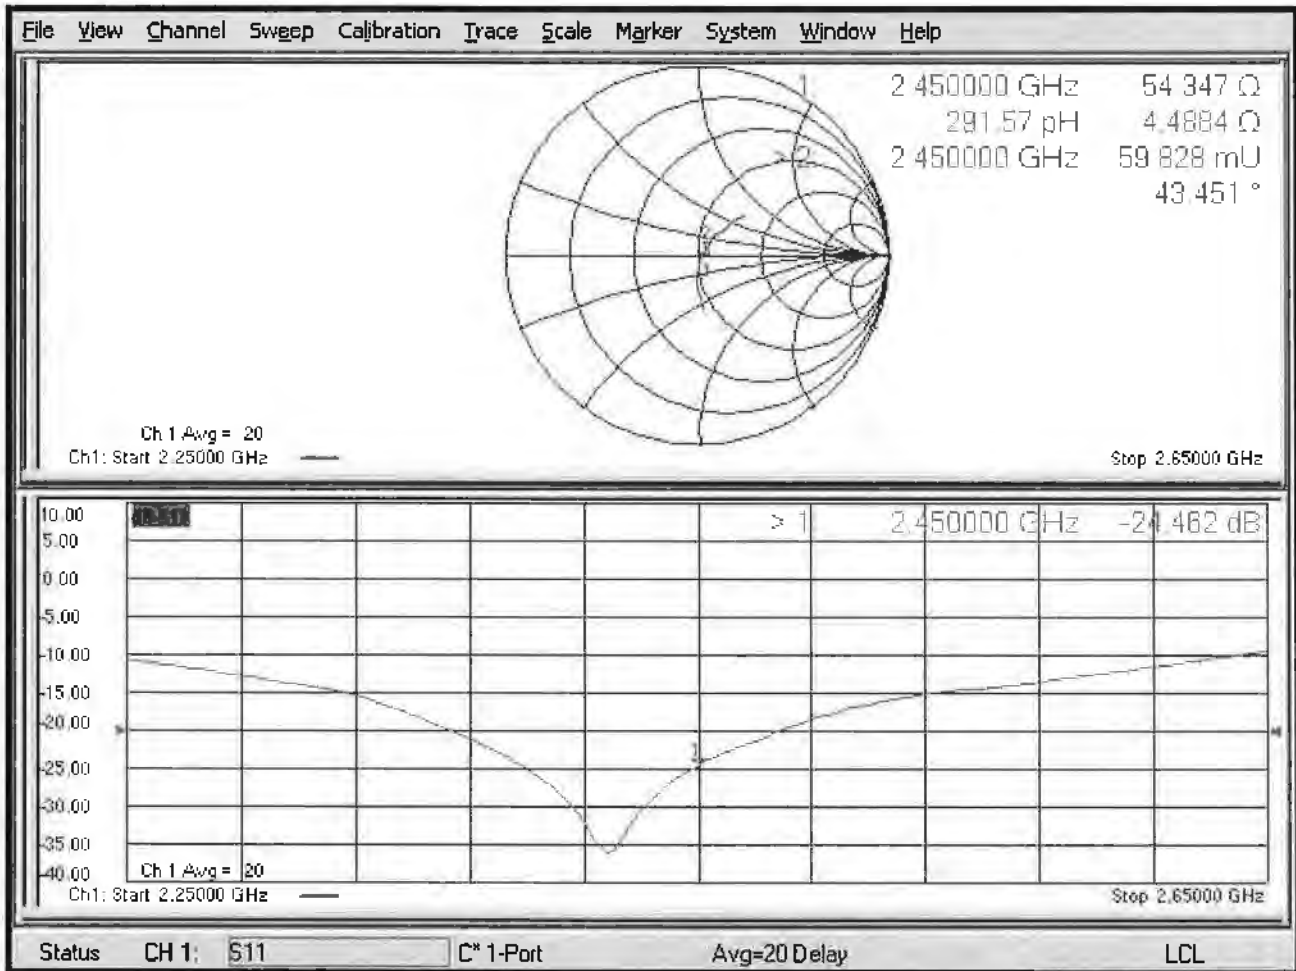 File View Channel Sweep Calibration Trace Scale Marker System Window Help
1 2.450000 GHz 54.347 Ω
291.57 pH 4.4884 Ω
> 2 2.450000 GHz 59.828 mU
43.451 °
Ch 1 Avg = 20
Ch1: Start 2.25000 GHz
Stop 2.65000 GHz
10.00
> 1 2.450000 GHz -24.462 dB
5.00
0.00
-5.00
-10.00
-15.00
-20.00
1
-25.00
-30.00
-35.00
-40.00
Ch 1 Avg = 20
Ch1: Start 2.25000 GHz
Stop 2.65000 GHz
Status CH 1: S11 C* 1-Port Avg=20 Delay LCL